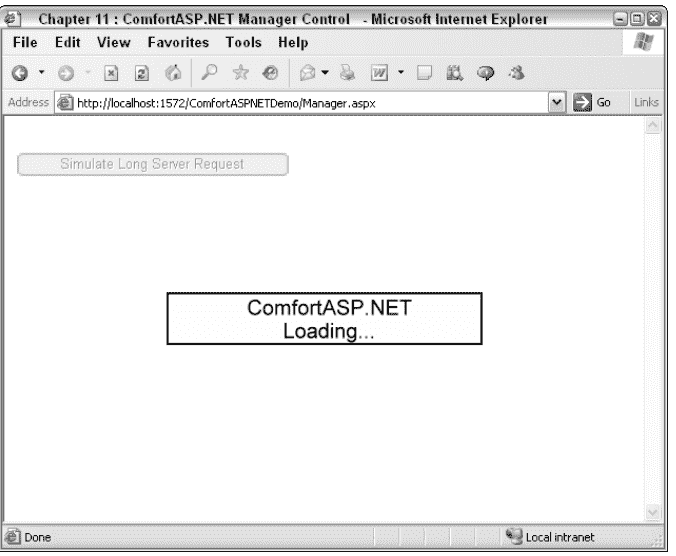 Chapter 11 : ComfortASP.NET Manager Control - Microsoft Internet Explorer
File Edit View Favorites Tools Help
Address http://localhost:1572/ComfortASPNETDemo/Manager.aspx Go Links
Simulate Long Server Request
ComfortASP.NET
Loading...
Done Local intranet